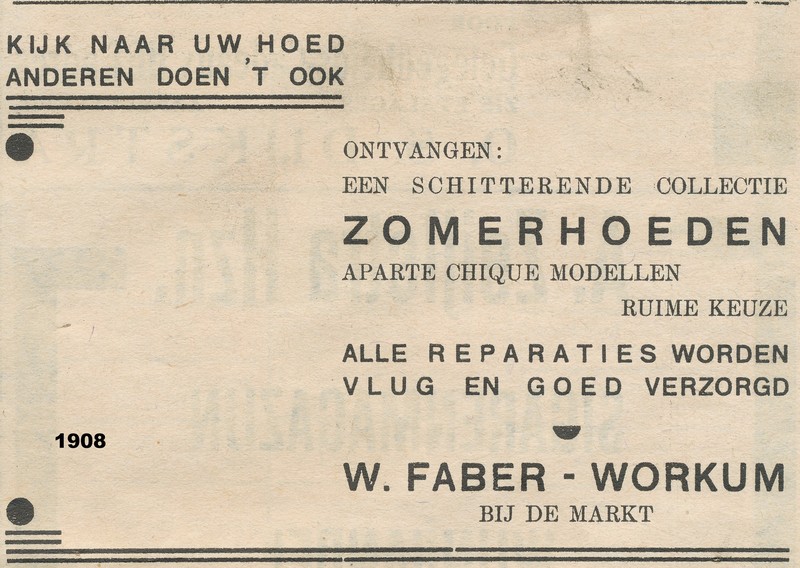 KIJK NAAR UW HOED
ANDEREN DOEN 'T OOK
ONTVANGEN:
EEN SCHITTERENDE COLLECTIE
ZOMERHOEDEN
APARTE CHIQUE MODELLEN
RUIME KEUZE
ALLE REPARATIES WORDEN
VLUG EN GOED VERZORGD
1908
W. FABER - WORKUM
BIJ DE MARKT